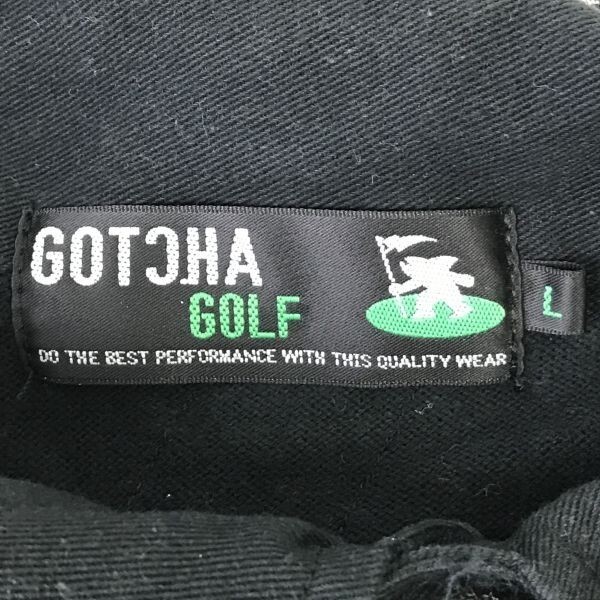 GOTCHA
GOLF
DO THE BEST PERFORMANCE WITH THIS QUALITY WEAR
L